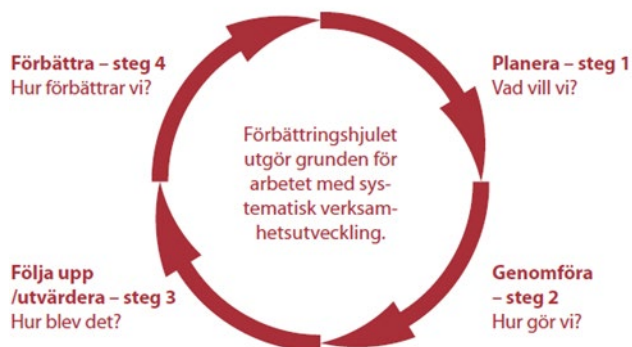 Förbättra – steg 4
Hur förbättrar vi?
Planera – steg 1
Vad vill vi?
Förbättringshjulet
utgör grunden för
arbetet med sys-
tematisk verksam-
hetsutveckling.
Följa upp
/utvärdera – steg 3
Hur blev det?
Genomföra
– steg 2
Hur gör vi?